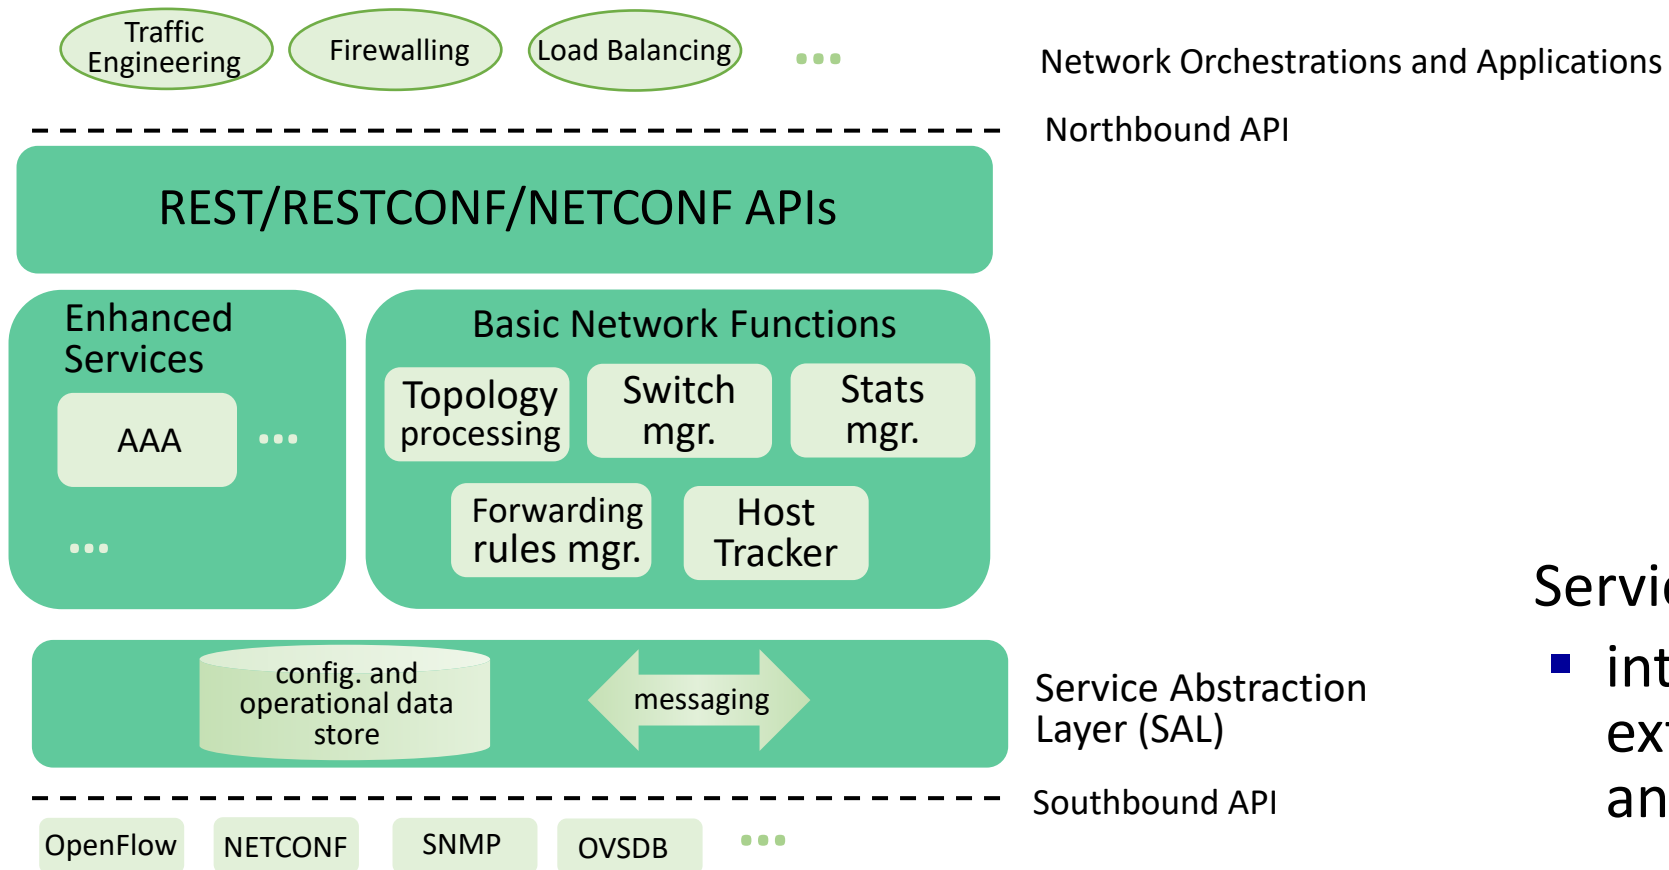 Traffic
Engineering
Firewalling
Load Balancing
...
Network Orchestrations and Applications
Northbound API
REST/RESTCONF/NETCONF APIs
Enhanced
Services
AAA
...
...
Basic Network Functions
Topology
processing
Switch
mgr.
Stats
mgr.
Forwarding
rules mgr.
Host
Tracker
config. and
operational data
store
messaging
Service Abstraction
Layer (SAL)
Southbound API
OpenFlow
NETCONF
SNMP
OVSDB
...